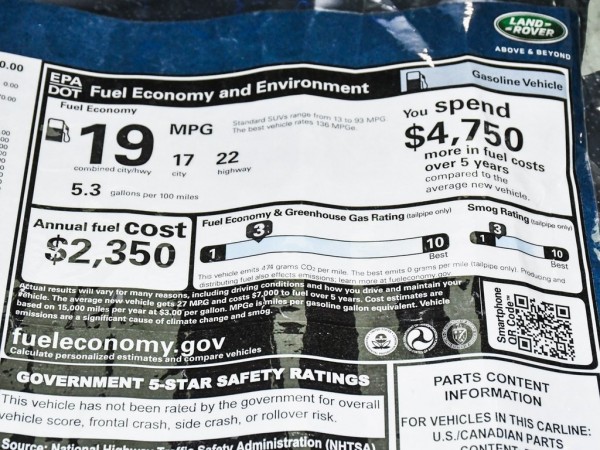 LAND-
ROVER
ABOVE & BEYOND
0.00
0.00
EPA
DOT
Fuel Economy and Environment
Gasoline Vehicle
Fuel Economy
19
MPG
combined city/hwy
17
city
22
highway
Standard SUVs range from 13 to 93 MPG.
The best vehicle rates 136 MPGe.
5.3 gallons per 100 miles
You spend
$4,750
more in fuel costs
over 5 years
compared to the
average new vehicle.
Annual fuel cost
$2,350
Fuel Economy & Greenhouse Gas Rating (tailpipe only)
3
1
10
Best
Smog Rating (tailpipe only)
3
1
10
Best
This vehicle emits 474 grams CO2 per mile. The best emits 0 grams per mile (tailpipe only). Producing and
distributing fuel also effects emissions; learn more at fueleconomy.gov
Actual results will vary for many reasons, including driving conditions and how you drive and maintain your
vehicle. The average new vehicle gets 27 MPG and costs $7,000 to fuel over 5 years. Cost estimates are
based on 15,000 miles per year at $3.00 per gallon. MPGe is miles per gasoline gallon equivalent. Vehicle
emissions are a significant cause of climate change and smog.
fueleconomy.gov
Calculate personalized estimates and compare vehicles
Smartphone
QR Code™
GOVERNMENT 5-STAR SAFETY RATINGS
This vehicle has not been rated by the government for overall
vehicle score, frontal crash, side crash, or rollover risk.
Source: National Highway Traffic Safety Administration (NHTSA)
PARTS CONTENT
INFORMATION
FOR VEHICLES IN THIS CARLINE:
U.S./CANADIAN PARTS